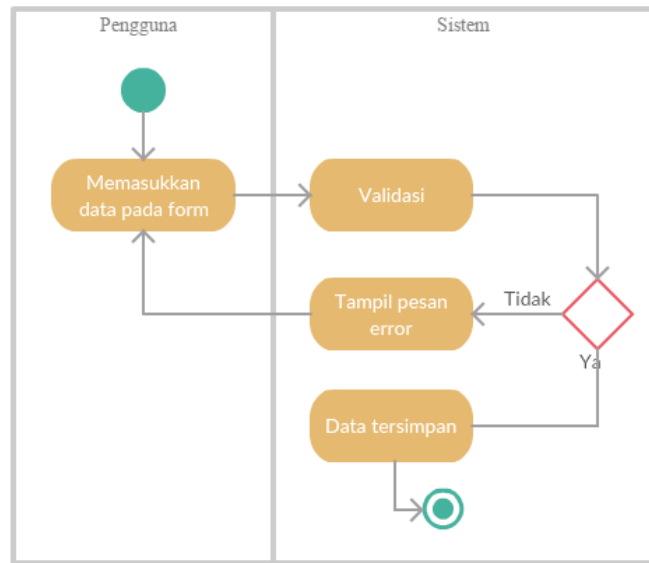 Pengguna
Sistem
Memasukkan
data pada form
Validasi
Tampil pesan
error
Tidak
Ya
Data tersimpan